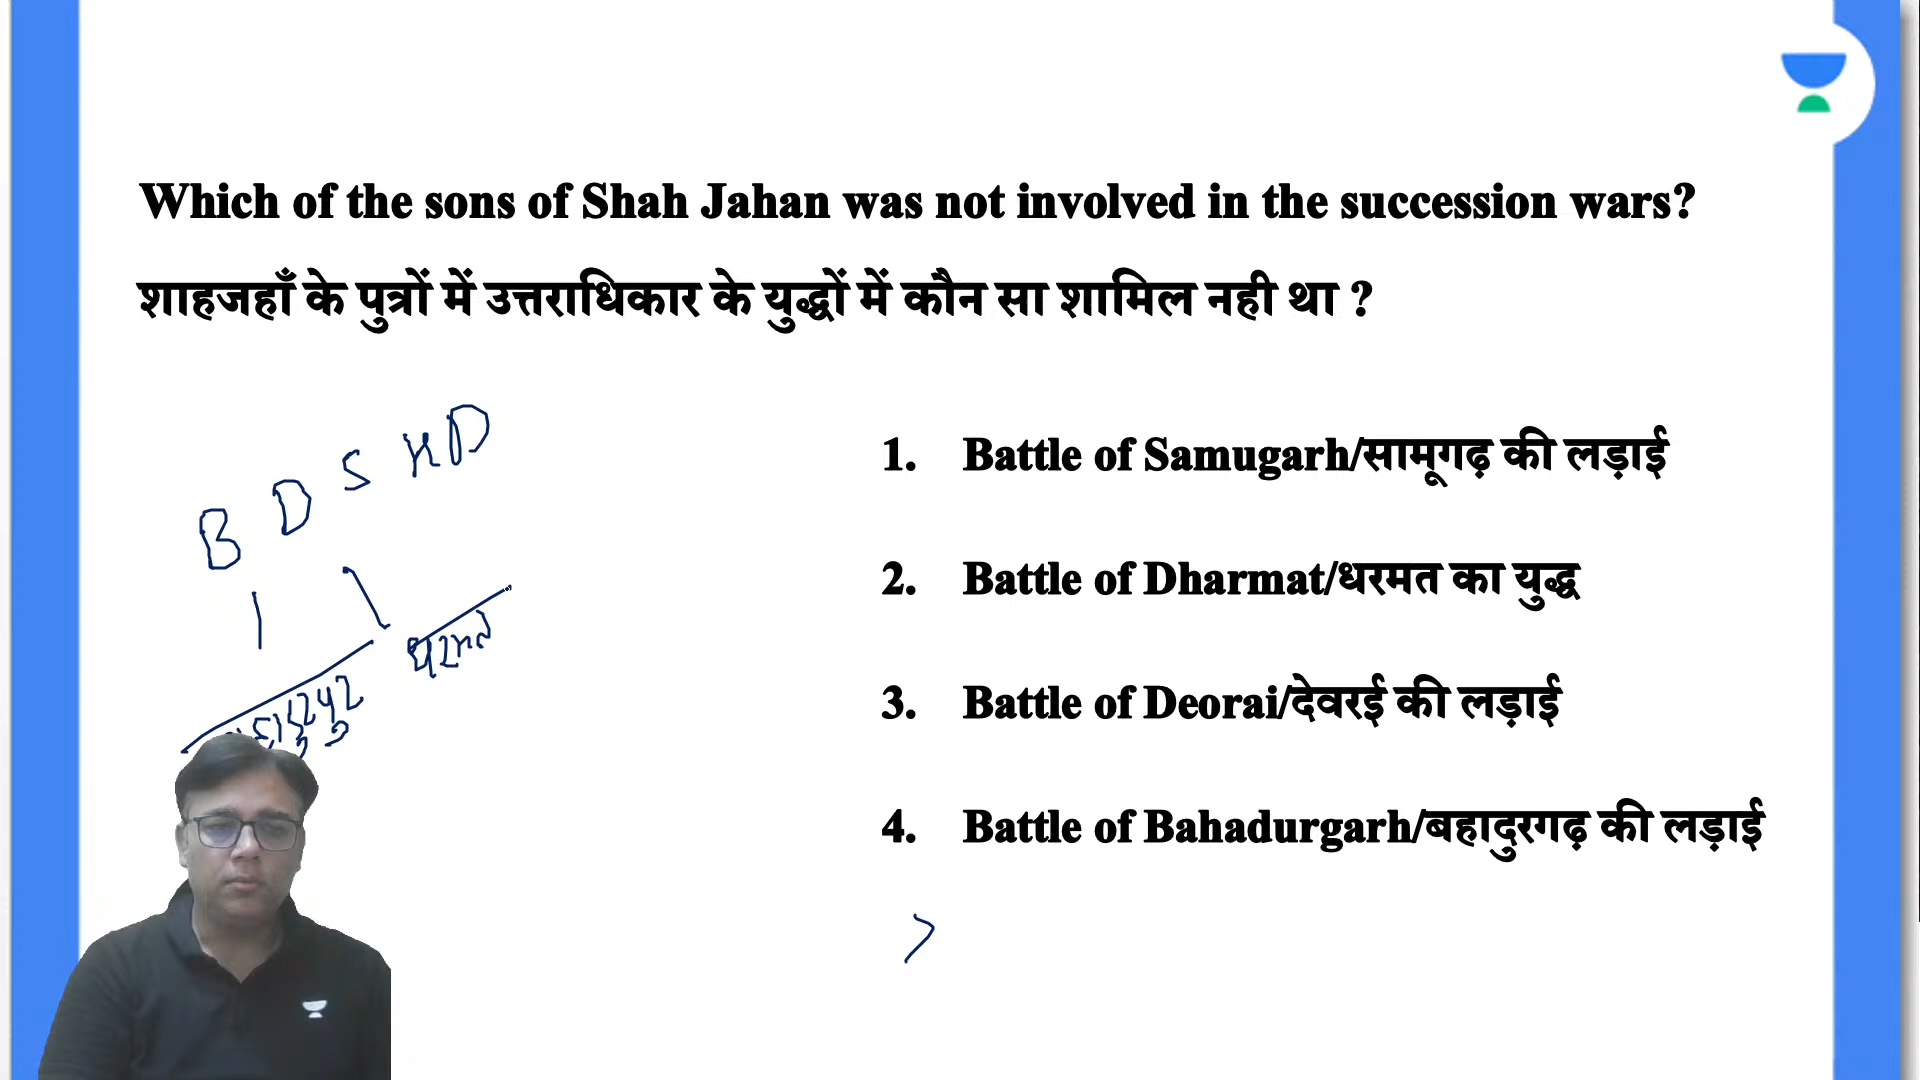 Which of the sons of Shah Jahan was not involved in the succession wars?
शाहजहाँ के पुत्रों में उत्तराधिकार के युद्धों में कौन सा शामिल नही था ?
B D S K D
धरमत
1. Battle of Samugarh/सामूगढ़ की लड़ाई
2. Battle of Dharmat/धरमत का युद्ध
3. Battle of Deorai/देवरई की लड़ाई
4. Battle of Bahadurgarh/बहादुरगढ़ की लड़ाई